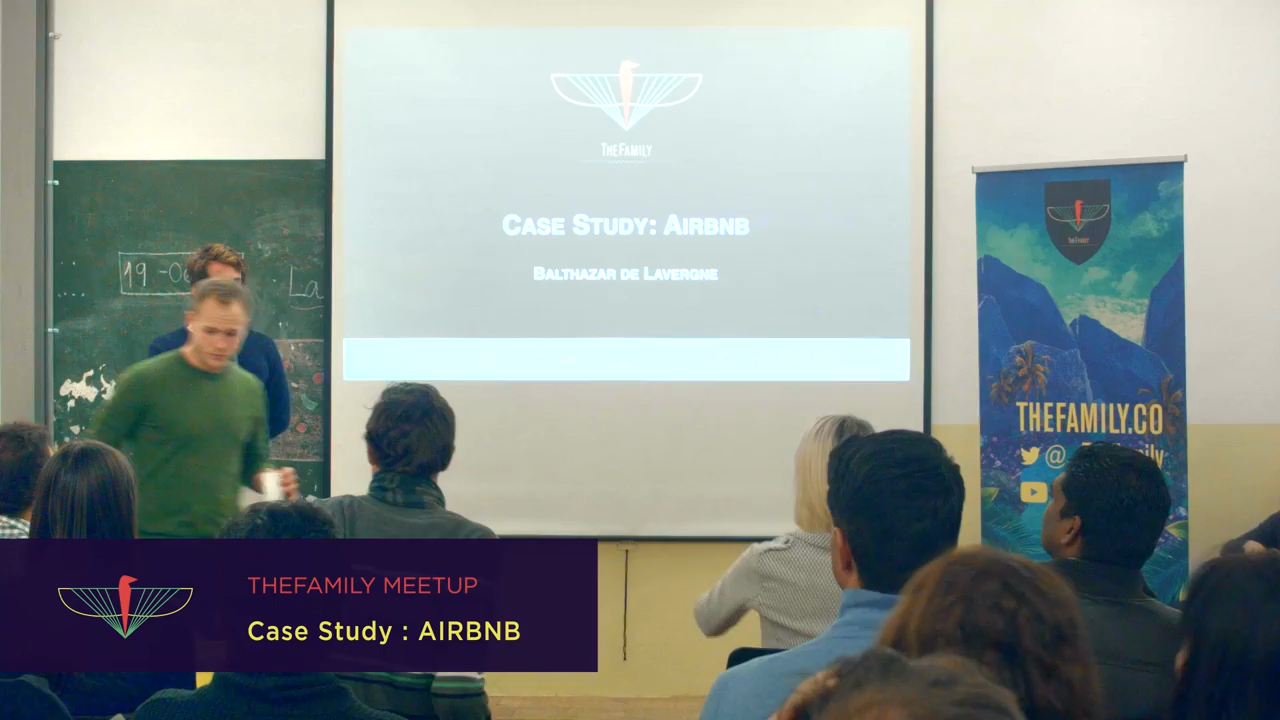 THEFAMILY
CASE STUDY: AIRBNB
BALTHAZAR DE LAVERGNE
19-0
La
THEFAMILY.CO
@
THEFAMILY MEETUP
Case Study : AIRBNB